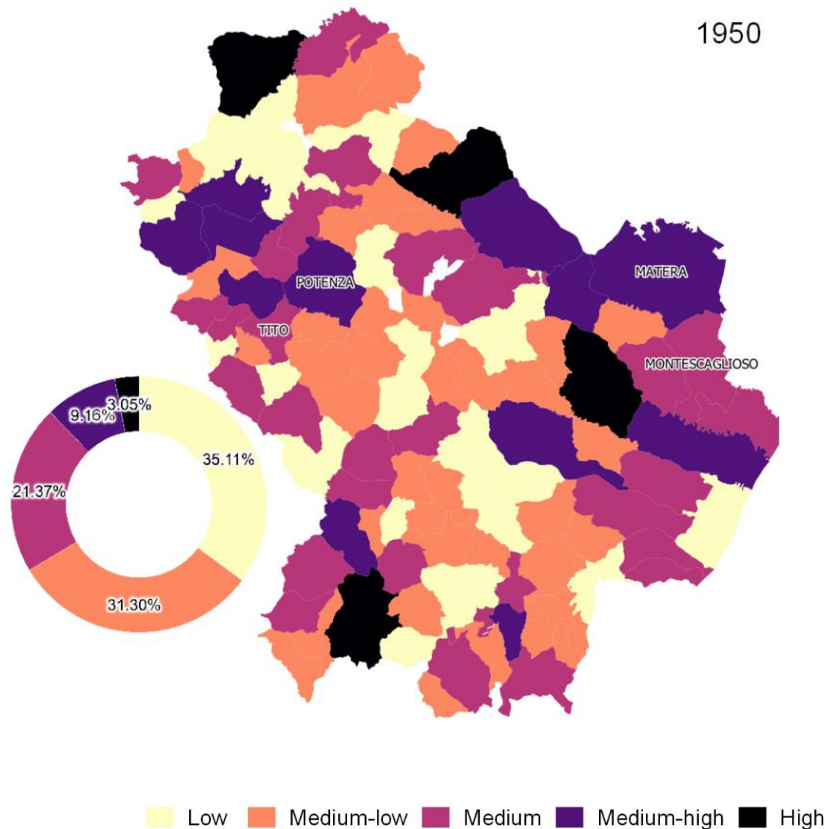 1950
MATERA
POTENZA
TITO
MONTESCAGLIOSO
9.16%
3.05%
35.11%
21.37%
31.30%
Low Medium-low Medium Medium-high High